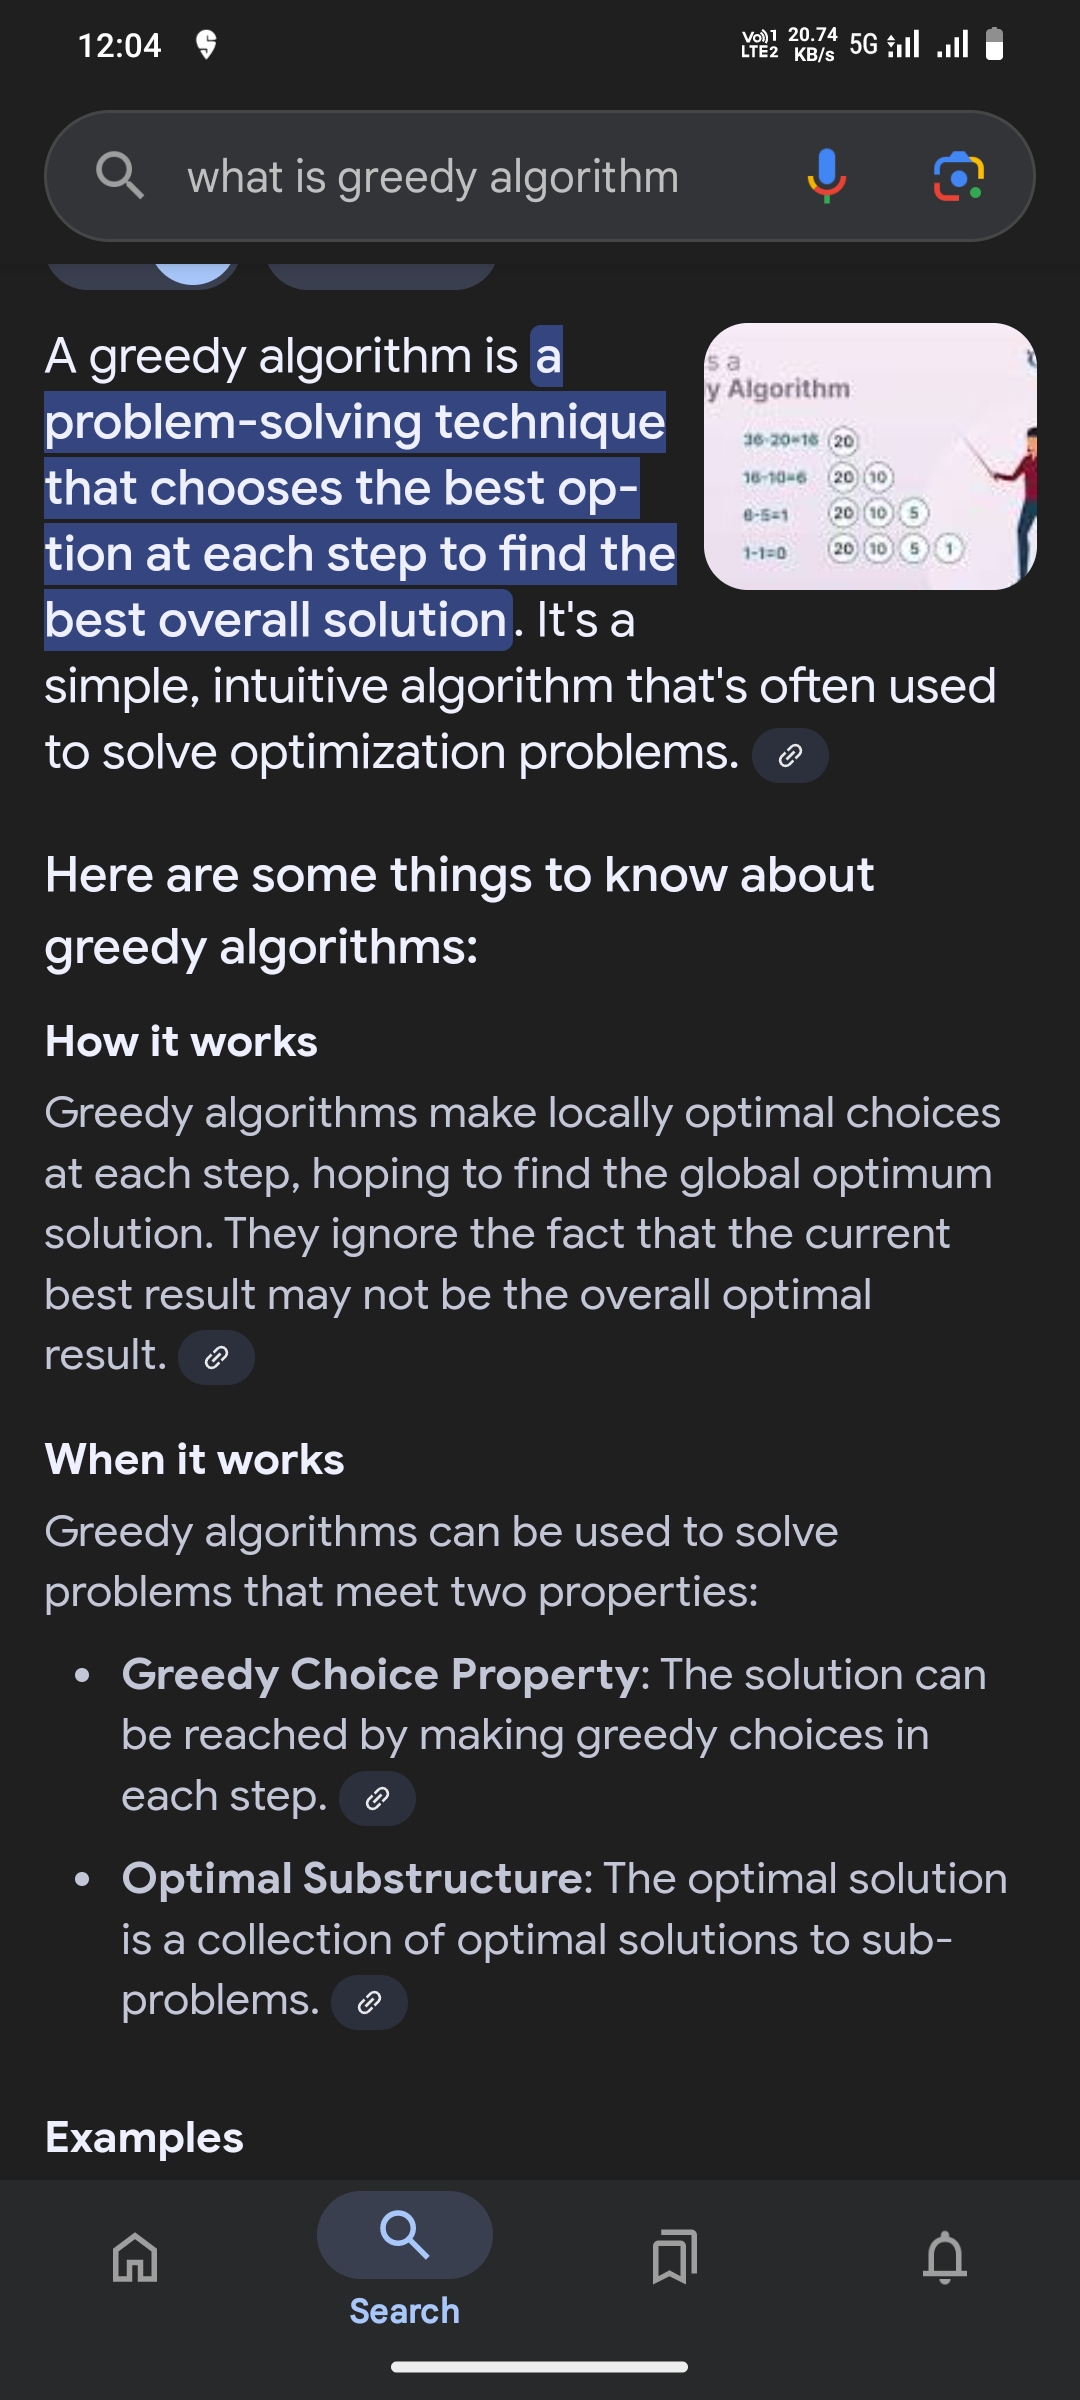 12:04
Vo))1 LTE2
20.74 KB/s
5G
what is greedy algorithm
A greedy algorithm is a
problem-solving technique
that chooses the best op-
tion at each step to find the
best overall solution. It's a
simple, intuitive algorithm that's often used
to solve optimization problems.
s a
y Algorithm
36-20=16 20
16-10=6 20 10
6-5=1 20 10 5
1-1=0 20 10 5 1
Here are some things to know about
greedy algorithms:
How it works
Greedy algorithms make locally optimal choices
at each step, hoping to find the global optimum
solution. They ignore the fact that the current
best result may not be the overall optimal
result.
When it works
Greedy algorithms can be used to solve
problems that meet two properties:
• Greedy Choice Property: The solution can
be reached by making greedy choices in
each step.
• Optimal Substructure: The optimal solution
is a collection of optimal solutions to sub-
problems.
Examples
Search